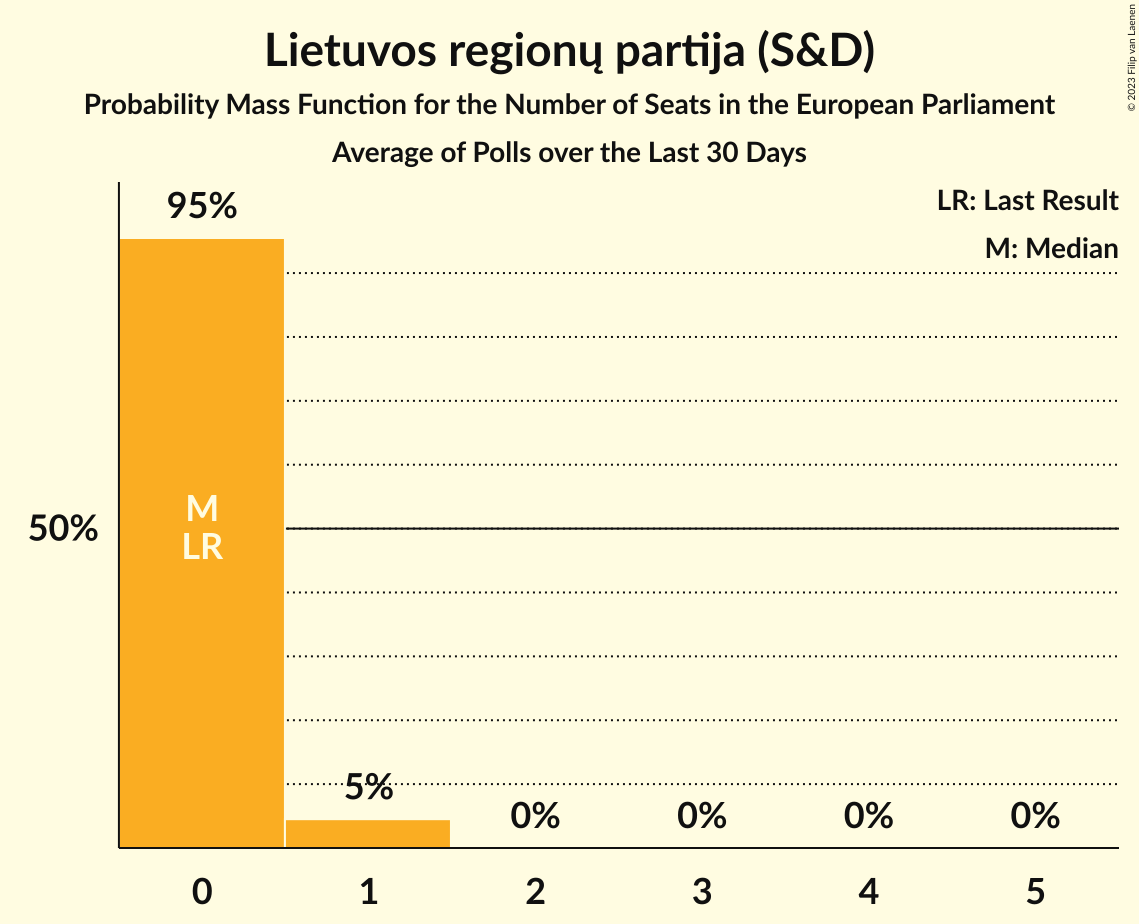 Lietuvos regionų partija (S&D)
Probability Mass Function for the Number of Seats in the European Parliament
Average of Polls over the Last 30 Days
© 2023 Filip van Laenen
LR: Last Result
M: Median
95%
M
LR
50%
5%
0%
0%
0%
0%
0
1
2
3
4
5